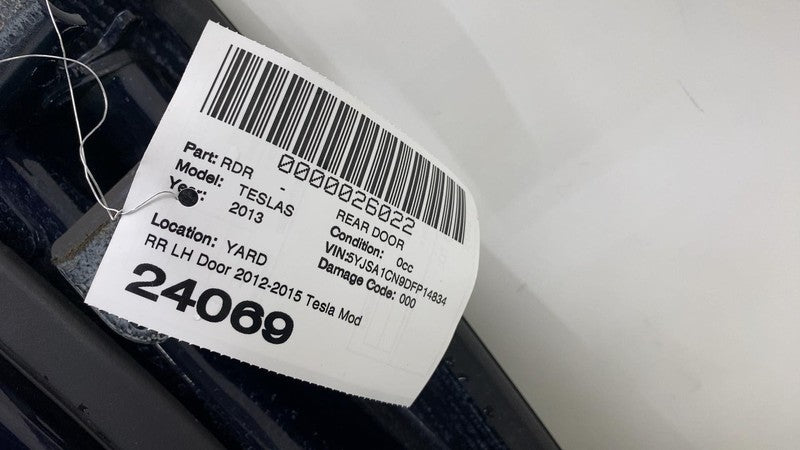 0000026022
Part: RDR - REAR DOOR
Model: TESLAS Condition: 0cc
Year: 2013 VIN:5YJSA1CN9DFP14834
Location: YARD Damage Code: 000
RR LH Door 2012-2015 Tesla Mod
24069